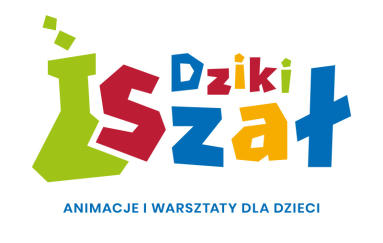 Dziki
Szał
ANIMACJE I WARSZTATY DLA DZIECI